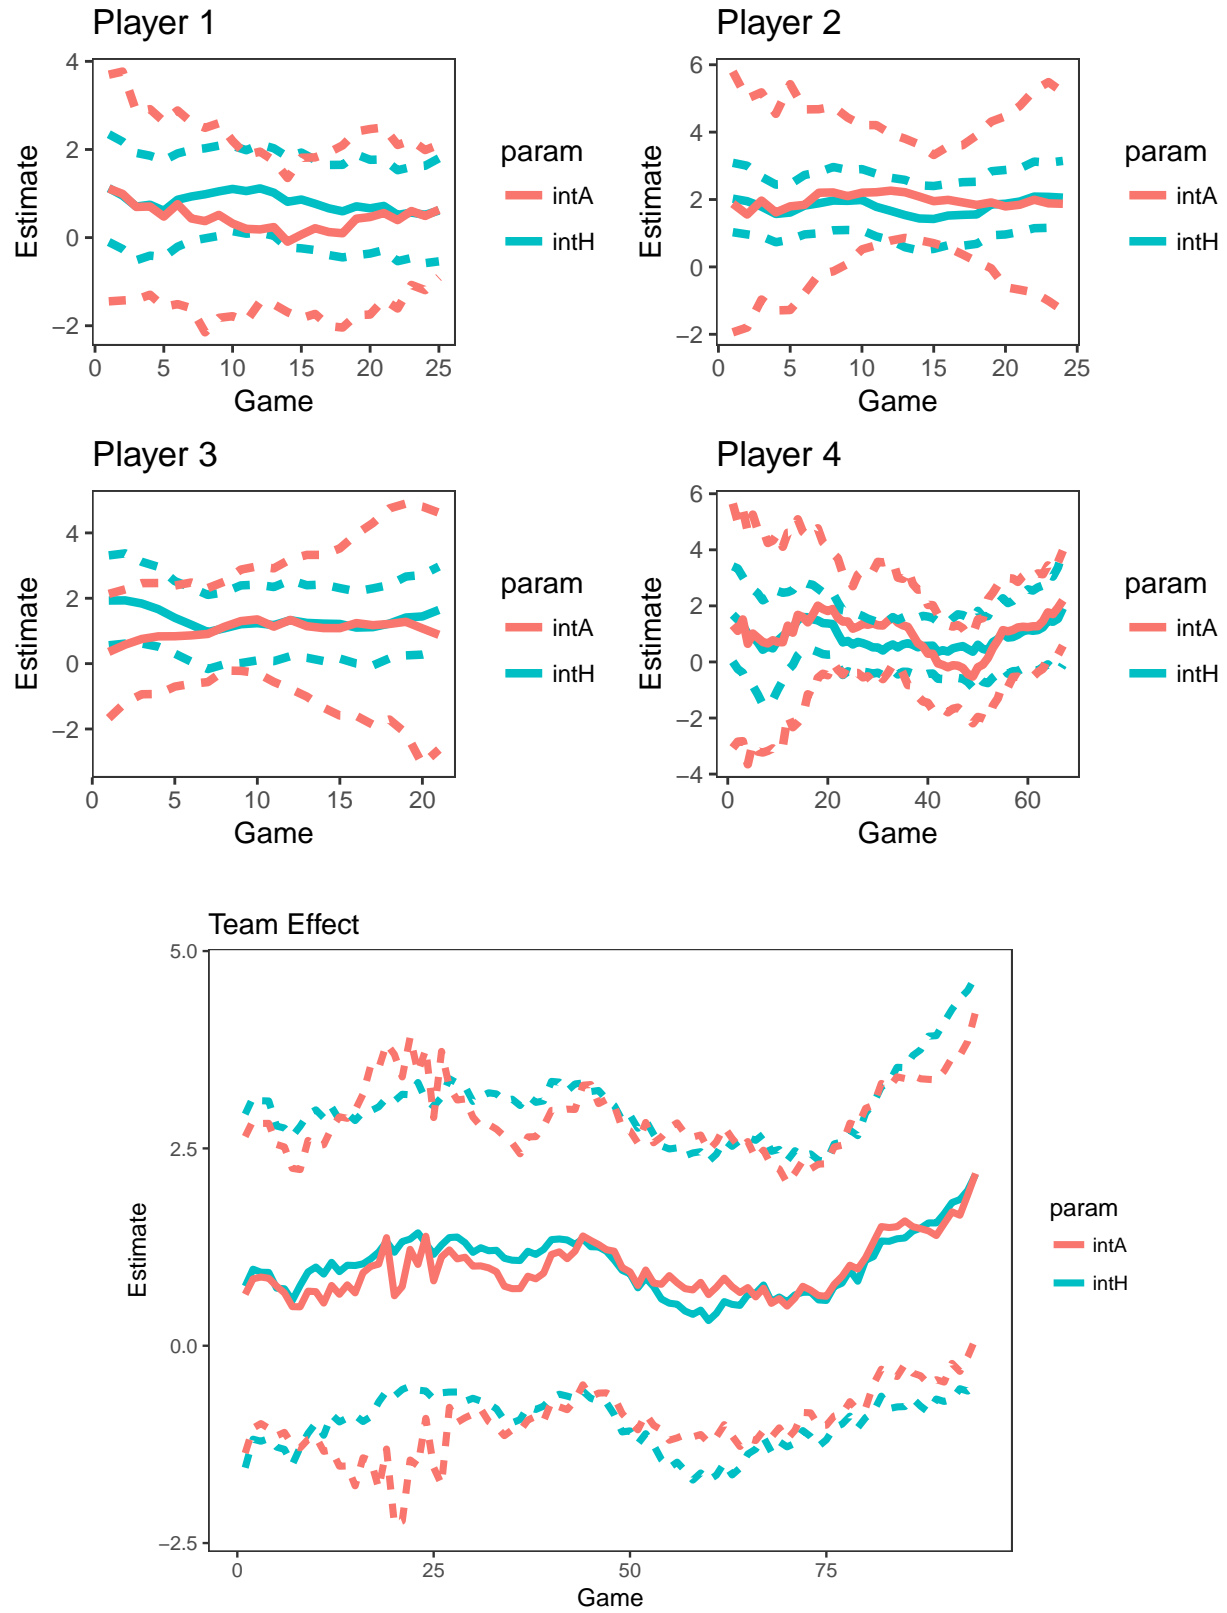 Player 1
Estimate
4
2
0
−2
0 5 10 15 20 25
Game
param
intA
intH
Player 2
Estimate
6
4
2
0
−2
0 5 10 15 20 25
Game
param
intA
intH
Player 3
Estimate
4
2
0
−2
0 5 10 15 20
Game
param
intA
intH
Player 4
Estimate
6
4
2
0
−2
−4
0 20 40 60
Game
param
intA
intH
Team Effect
Estimate
5.0
2.5
0.0
−2.5
0 25 50 75
Game
param
intA
intH